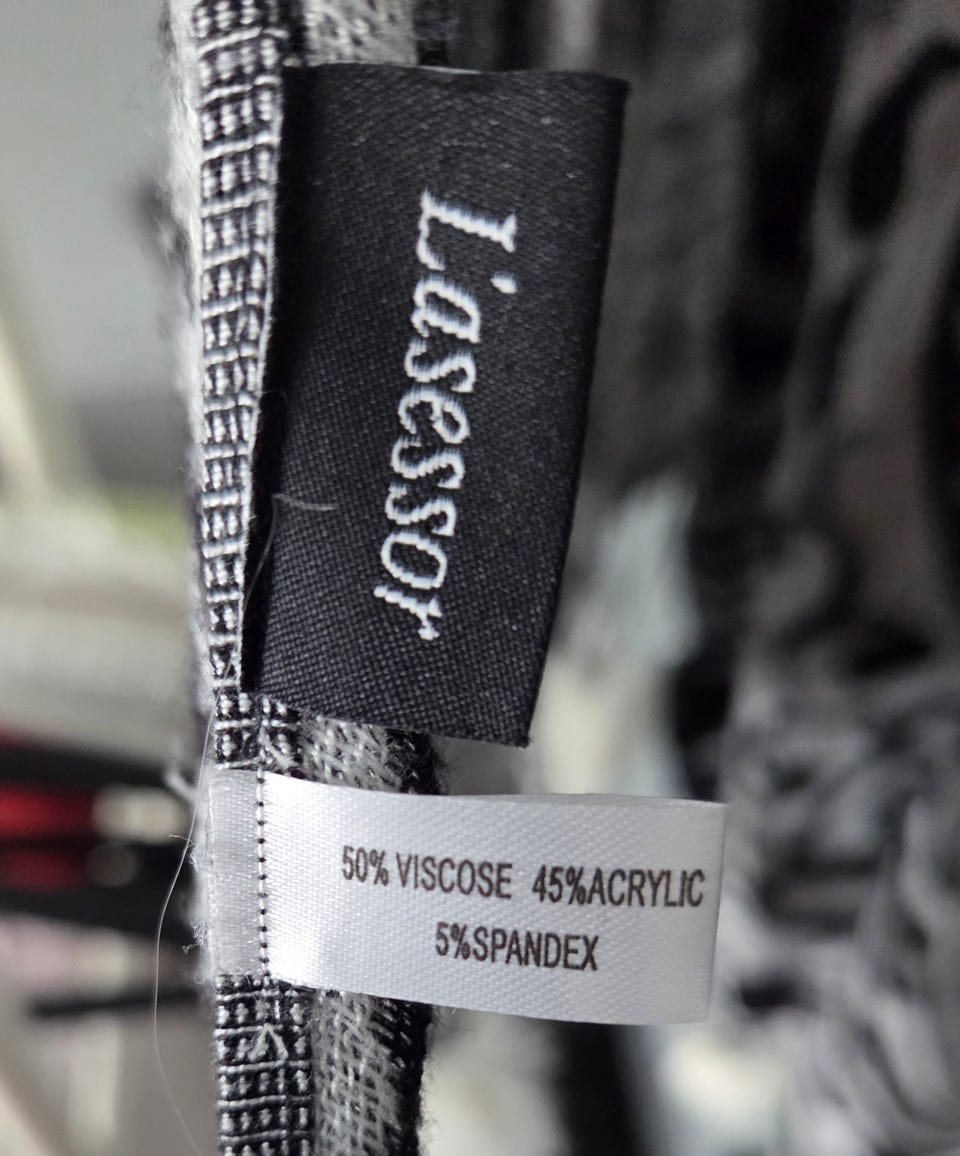 L'asessor
50% VISCOSE 45%ACRYLIC
5%SPANDEX